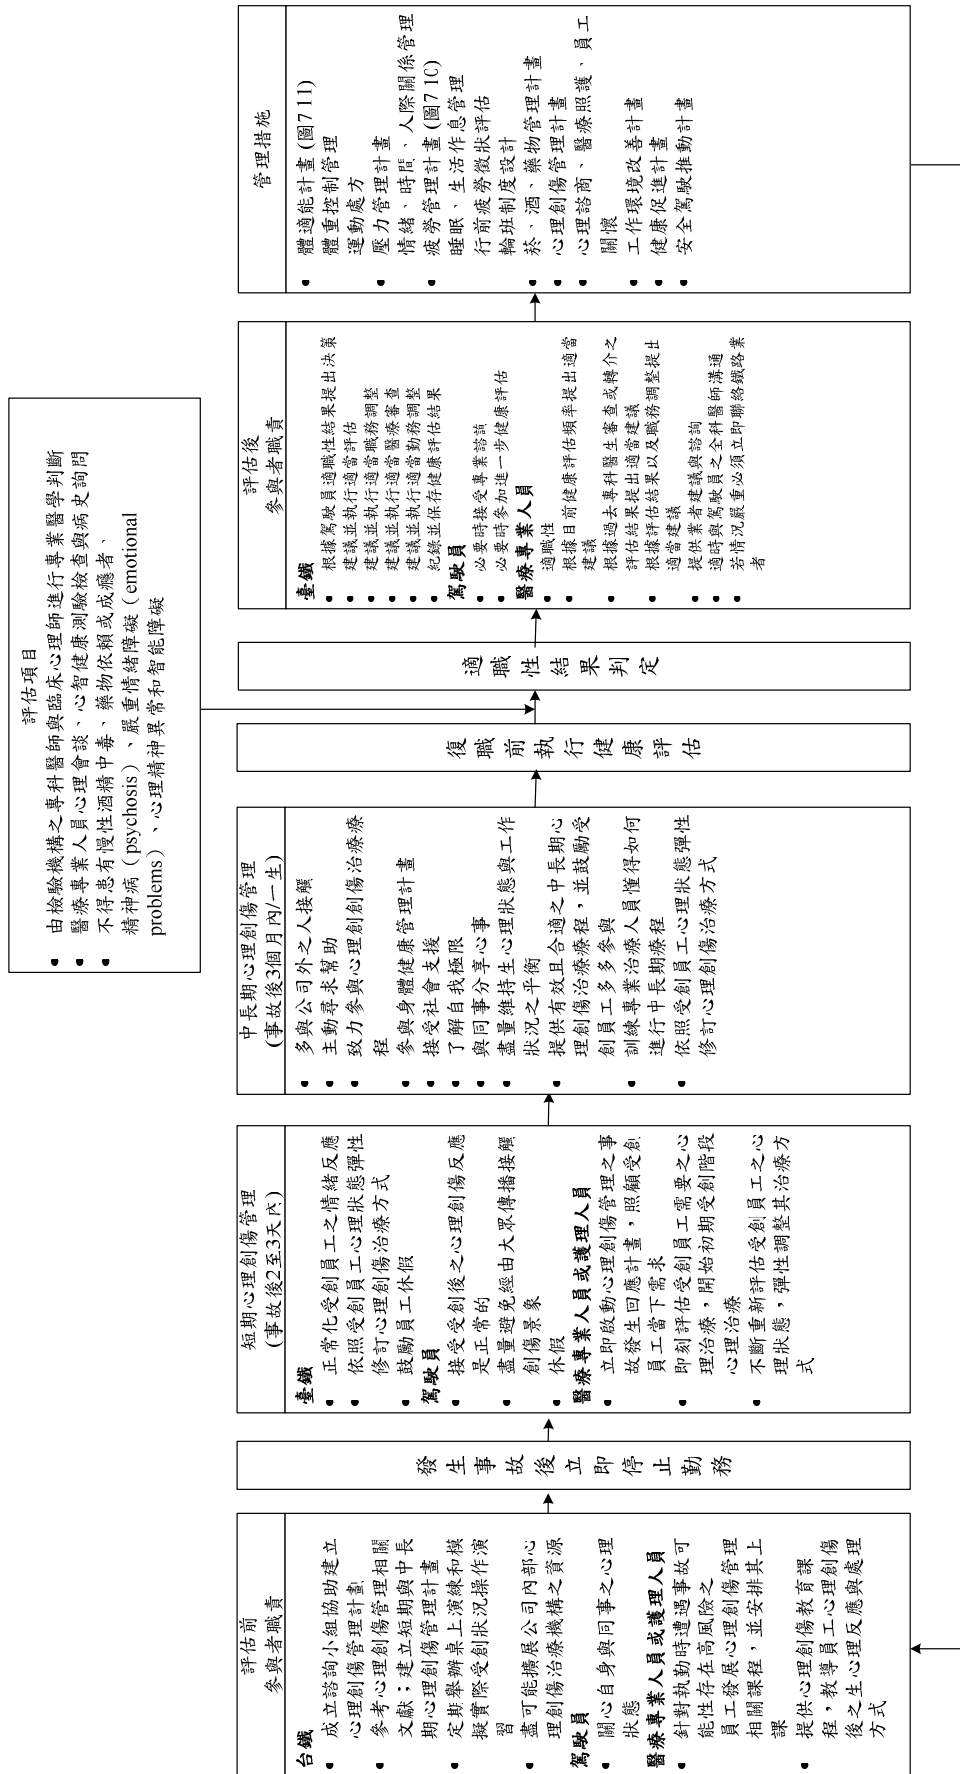 評估項目
由檢驗機構之專科醫師與臨床心理師進行專業醫學判斷
醫療專業人員心理會談、心智健康測驗檢查與病史詢問
不得患有慢性酒精中毒、藥物依賴或成癮者、
精神病（psychosis）、嚴重情緒障礙（emotional
problems）、心理精神異常和智能障礙
評估前
參與者職責
台鐵
成立諮詢小組協助建立
心理創傷管理計劃
參考心理創傷管理相關
文獻；建立短期與中長
期心理創傷管理計畫
定期舉辦桌上演練和模
擬實際受創狀況操作演
習
盡可能擴展公司內部心
理創傷治療機構之資源
駕駛員
關心自身與同事之心理
狀態
醫療專業人員或護理人員
針對執勤時遭遇事故可
能性存在高風險之
員工發展心理創傷管理
相關課程，並安排其上
課
提供心理創傷教育課
程，教導員工心理創傷
後之生心理反應與處理
方式
發生事故後立即停止勤務
短期心理創傷管理
(事故後2至3天內)
臺鐵
正常化受創員工之情緒反應
依照受創員工心理狀態彈性
修訂心理創傷治療方式
鼓勵員工休假
駕駛員
接受受創後之心理創傷反應
是正常的
盡量避免經由大眾傳播接觸
創傷景象
休假
醫療專業人員或護理人員
立即啟動心理創傷管理之事
故發生回應計畫，照顧受創
員工當下需求
即刻評估受創員工需要之心
理治療，開始初期受創階段
心理治療
不斷重新評估受創員工之心
理狀態，彈性調整其治療方
式
中長期心理創傷管理
(事故後3個月內/一生)
多與公司外之人接觸
主動尋求幫助
致力參與心理創創傷治療療
程
參與身體健康管理計畫
接受社會支援
了解自我極限
與同事分享心事
盡量維持生心理狀態與工作
狀況之平衡
提供有效且合適之中長期心
理創傷治療療程，並鼓勵受
創員工多多參與
訓練專業治療人員懂得如何
進行中長期療程
依照受創員工心理狀態彈性
修訂心理創傷治療方式
復職前執行健康評估
適職性結果判定
評估後
參與者職責
臺鐵
根據駕駛員適職性結果提出決策
建議並執行適當評估
建議並執行適當職務調整
建議並執行適當醫療審查
建議並執行適當勤務調整
紀錄並保存健康評估結果
駕駛員
必要時接受專業諮詢
必要時參加進一步健康評估
醫療專業人員
適職性
根據目前健康評估頻率提出適當
建議
根據過去專科醫生審查或轉介之
評估結果提出適當建議
根據評估結果以及職務調整提出
適當建議
提供業者建議與諮詢
適時與駕駛員之全科醫師溝通
若情況嚴重必須立即聯絡鐵路業
者
管理措施
體適能計畫(圖7 11)
體重控制管理
運動處方
壓力管理計畫
情緒、時間、人際關係管理
疲勞管理計畫(圖7 10)
睡眠、生活作息管理
行前疲勞徵狀評估
輪班制度設計
菸、酒、藥物管理計畫
心理創傷管理計畫
心理諮商、醫療照護、員工
關懷
工作環境改善計畫
健康促進計畫
安全駕駛推動計畫